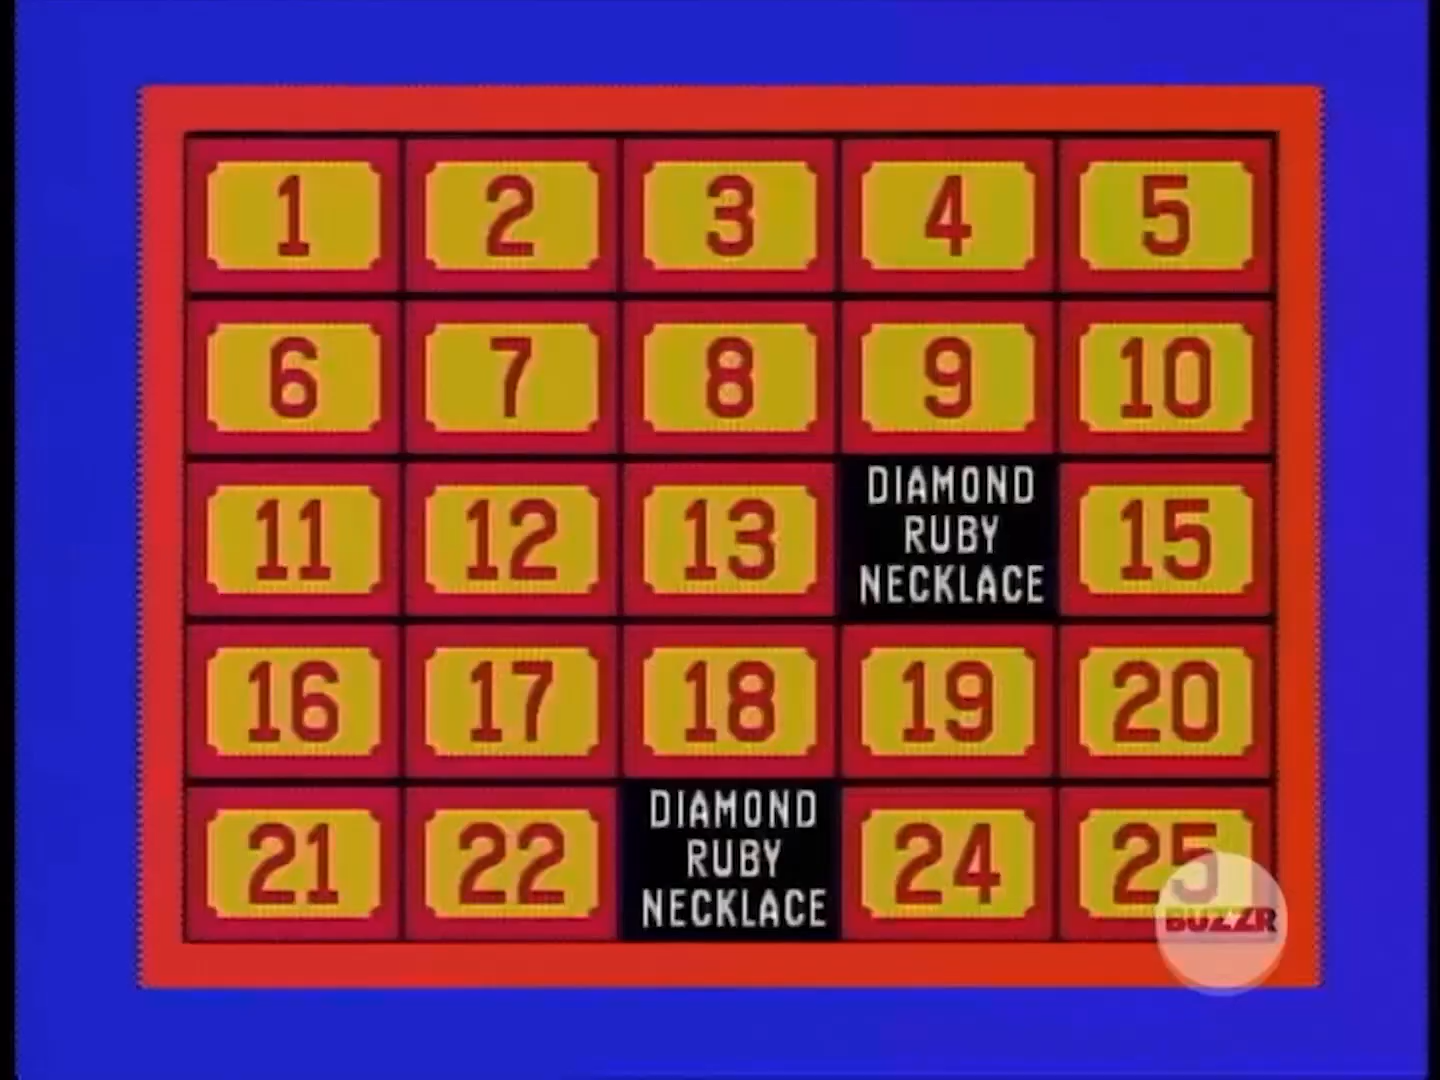 1 2 3 4 5
6 7 8 9 10
11 12 13 DIAMOND RUBY NECKLACE 15
16 17 18 19 20
21 22 DIAMOND RUBY NECKLACE 24 25
BUZZR